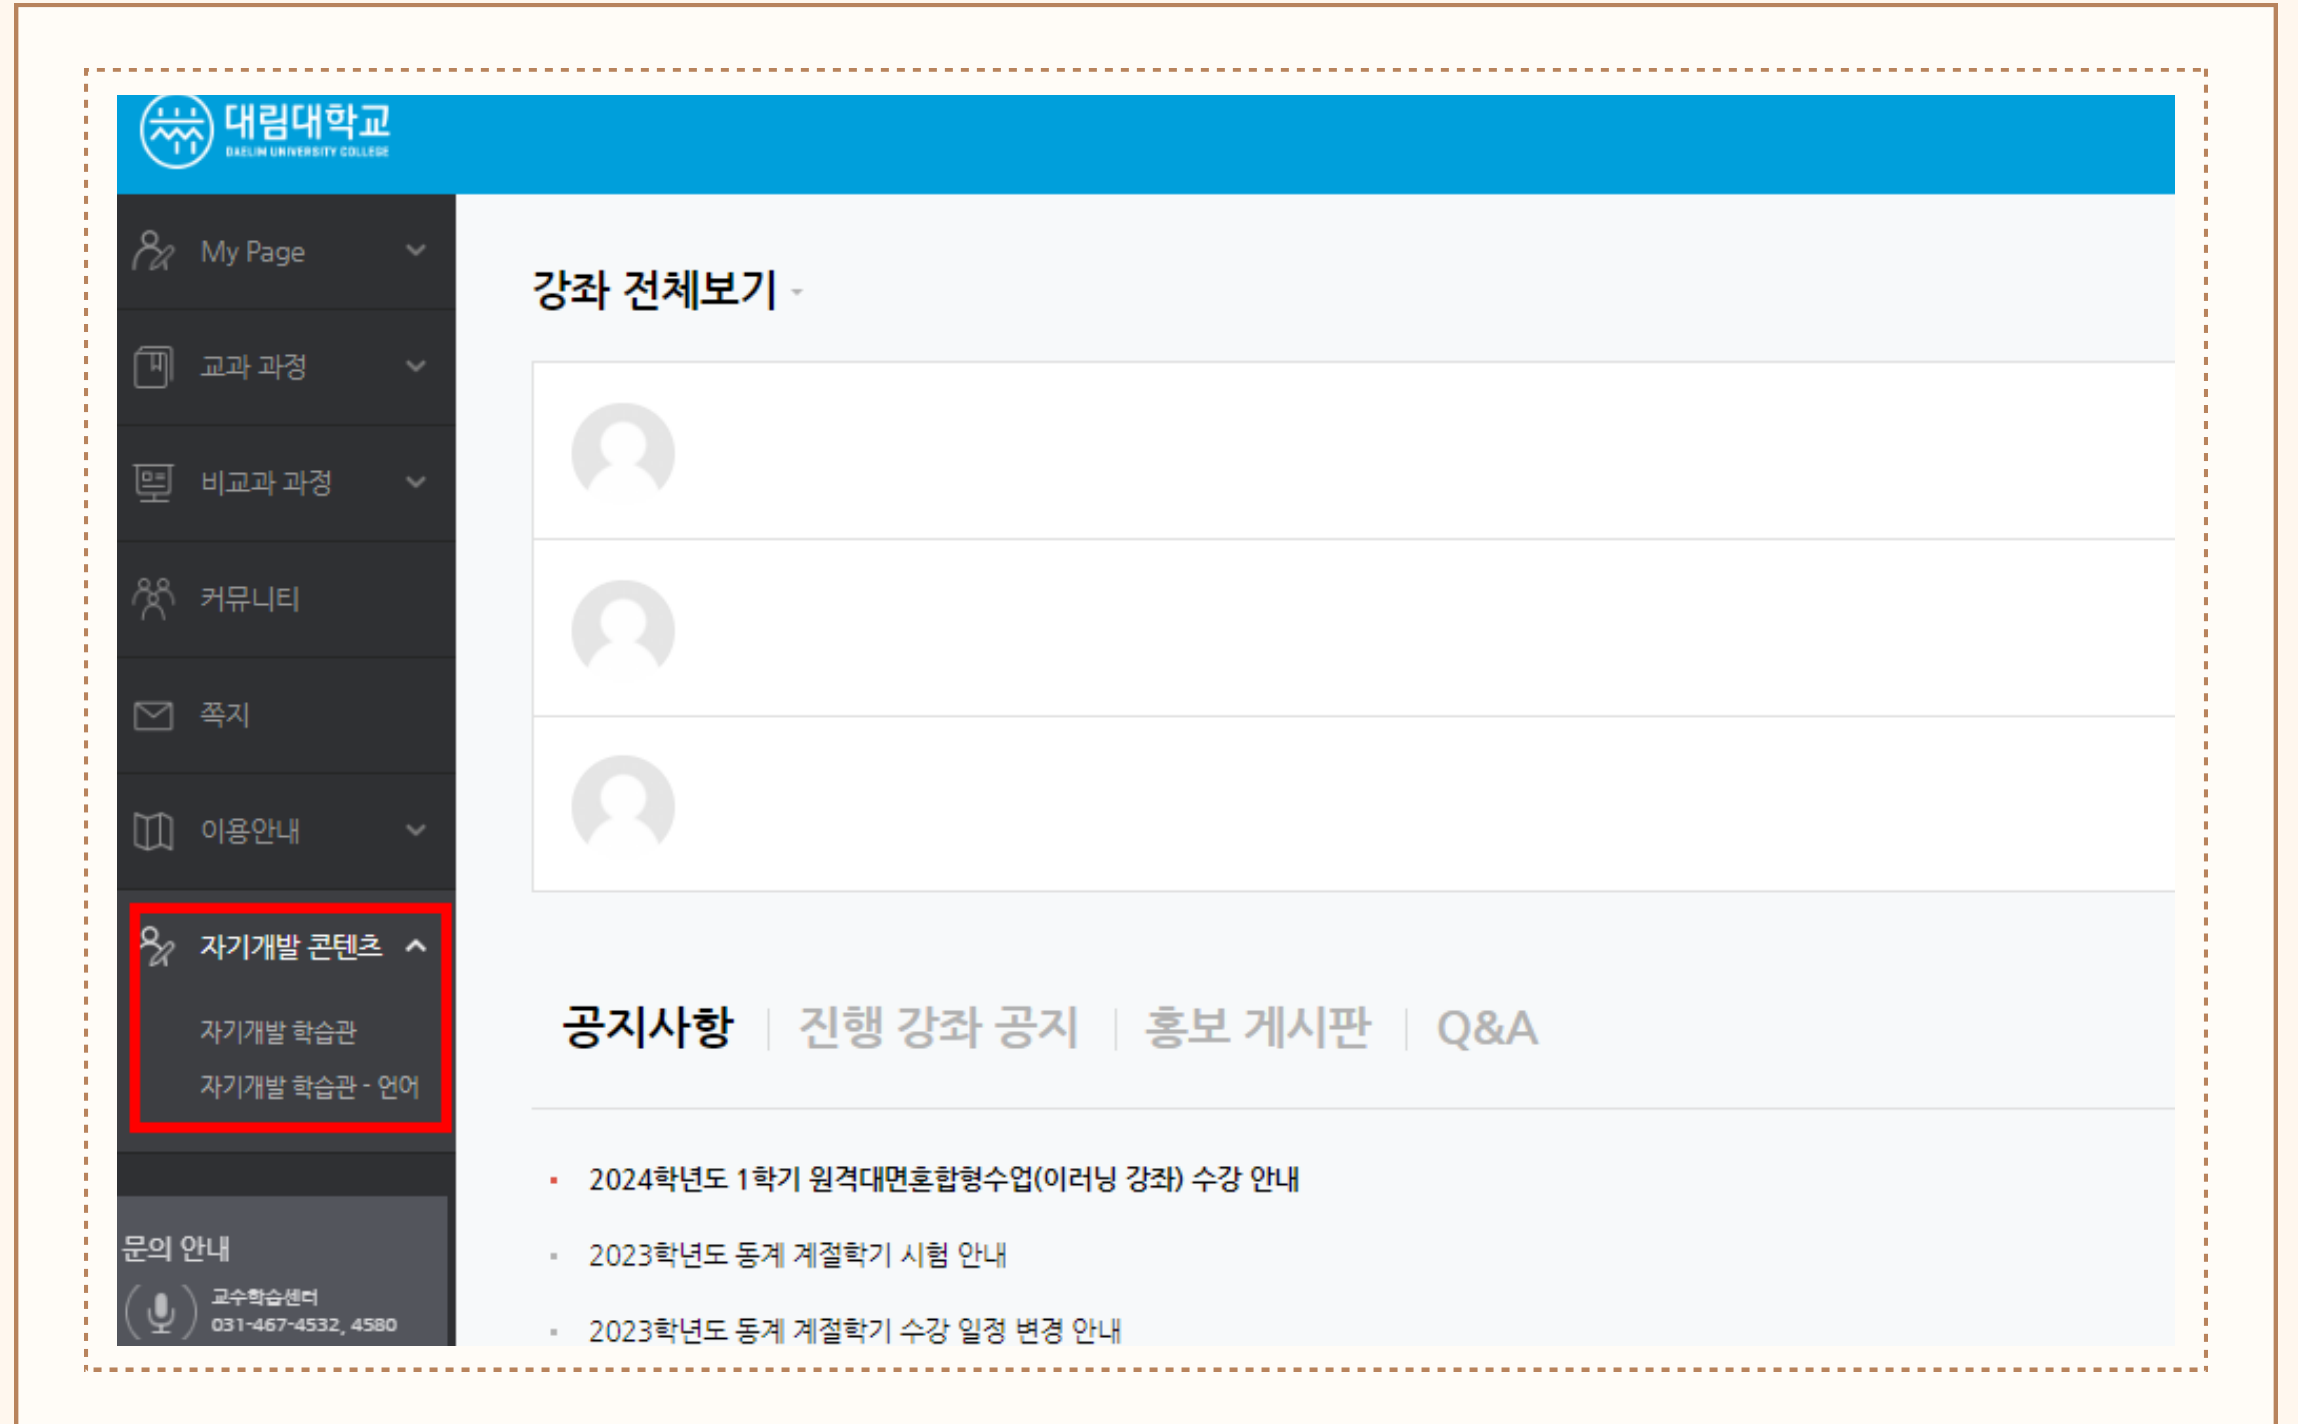 대림대학교
DAELIM UNIVERSITY COLLEGE
My Page
교과 과정
비교과 과정
커뮤니티
쪽지
이용안내
자기개발 콘텐츠
자기개발 학습관
자기개발 학습관 - 언어
문의 안내
교수학습센터
031-467-4532, 4580
강좌 전체보기
공지사항 진행 강좌 공지 홍보 게시판 Q&A
2024학년도 1학기 원격대면혼합형수업(이러닝 강좌) 수강 안내
2023학년도 동계 계절학기 시험 안내
2023학년도 동계 계절학기 수강 일정 변경 안내